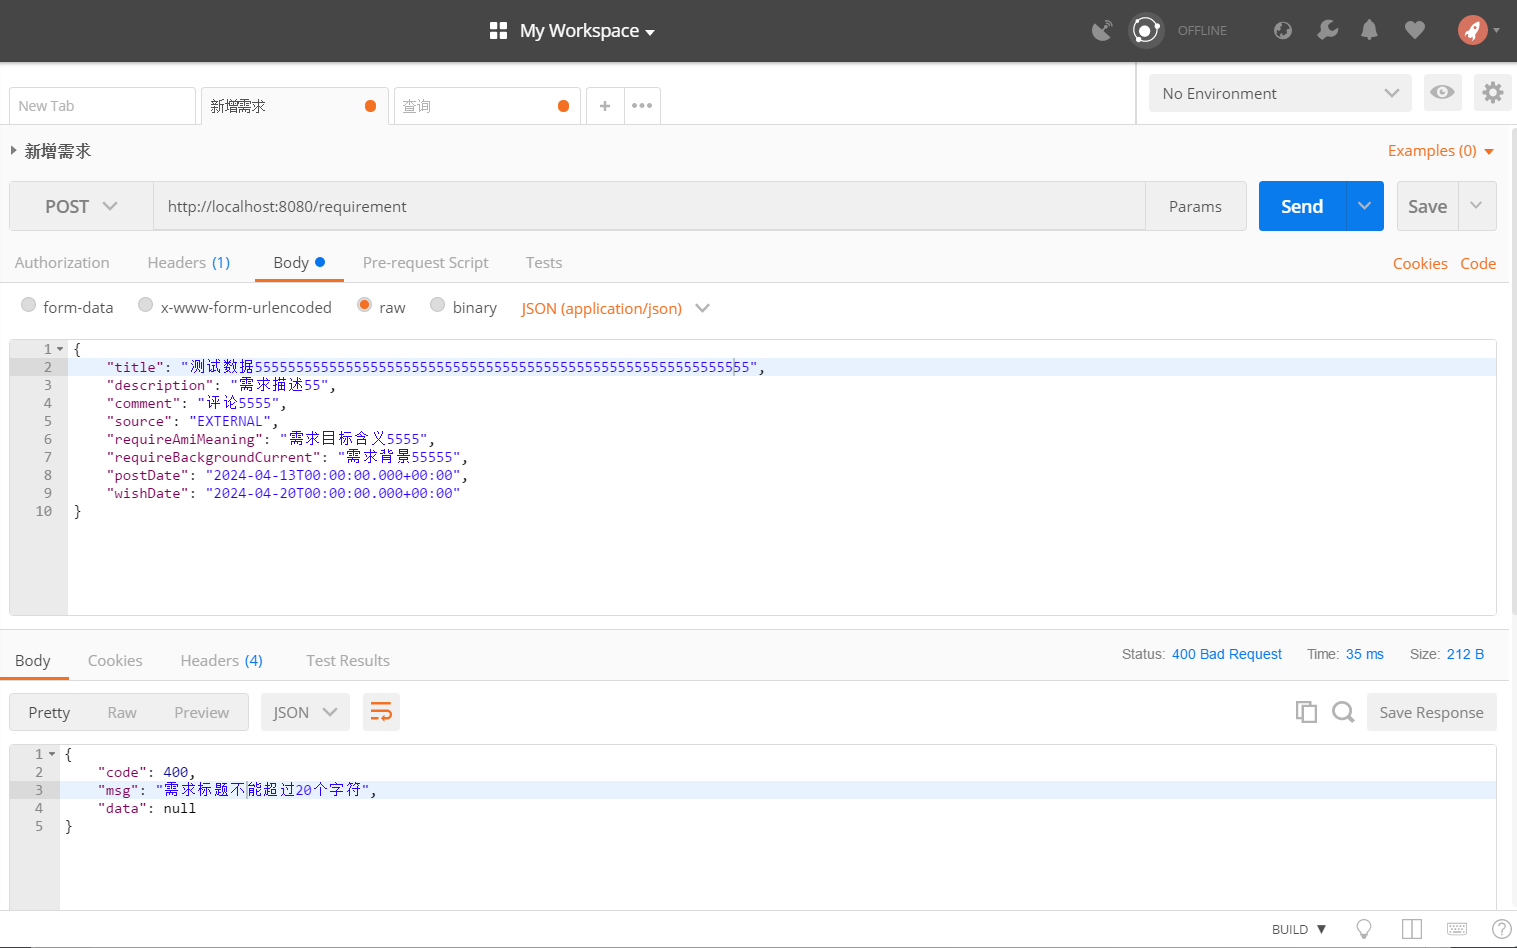 My Workspace
OFFLINE
New Tab
新增需求
查询
No Environment
新增需求
Examples (0)
POST
http://localhost:8080/requirement
Params
Send
Save
Authorization
Headers (1)
Body
Pre-request Script
Tests
Cookies
Code
form-data
x-www-form-urlencoded
raw
binary
JSON (application/json)
1 {
2 "title": "测试数据555555555555555555555555555555555555555555555555555555555555",
3 "description": "需求描述55",
4 "comment": "评论5555",
5 "source": "EXTERNAL",
6 "requireAmiMeaning": "需求目标含义5555",
7 "requireBackgroundCurrent": "需求背景55555",
8 "postDate": "2024-04-13T00:00:00.000+00:00",
9 "wishDate": "2024-04-20T00:00:00.000+00:00"
10 }
Body
Cookies
Headers (4)
Test Results
Status: 400 Bad Request
Time: 35 ms
Size: 212 B
Pretty
Raw
Preview
JSON
Save Response
1 {
2 "code": 400,
3 "msg": "需求标题不能超过20个字符",
4 "data": null
5 }
BUILD